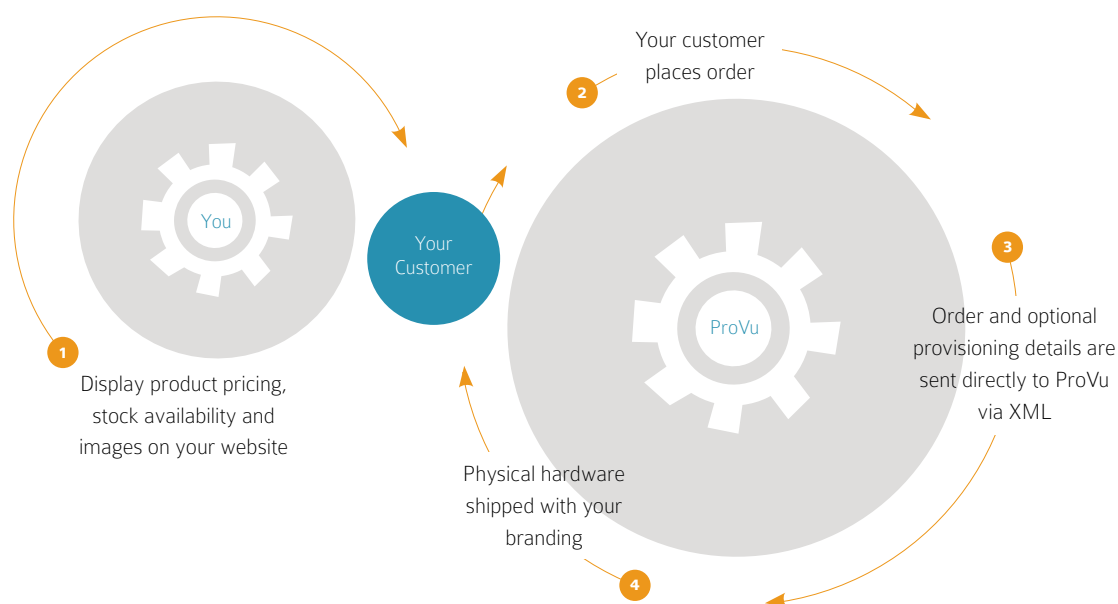 You
1
Display product pricing,
stock availability and
images on your website
Your
Customer
2
Your customer
places order
ProVu
3
Order and optional
provisioning details are
sent directly to ProVu
via XML
4
Physical hardware
shipped with your
branding